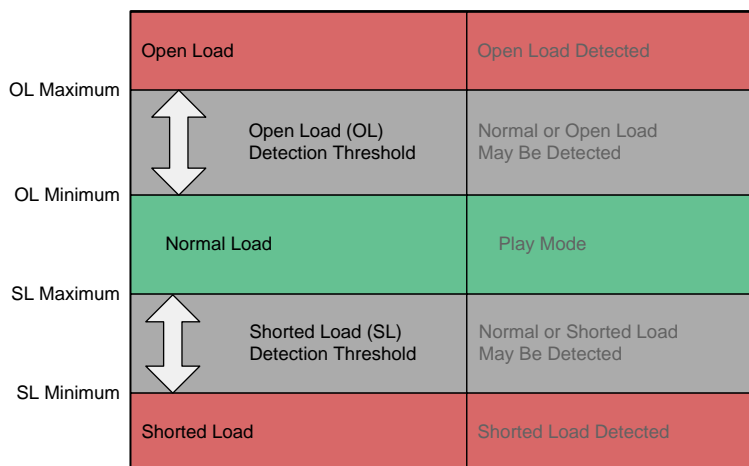 Open Load
Open Load Detected
OL Maximum
Open Load (OL)
Detection Threshold
Normal or Open Load
May Be Detected
OL Minimum
Normal Load
Play Mode
SL Maximum
Shorted Load (SL)
Detection Threshold
Normal or Shorted Load
May Be Detected
SL Minimum
Shorted Load
Shorted Load Detected